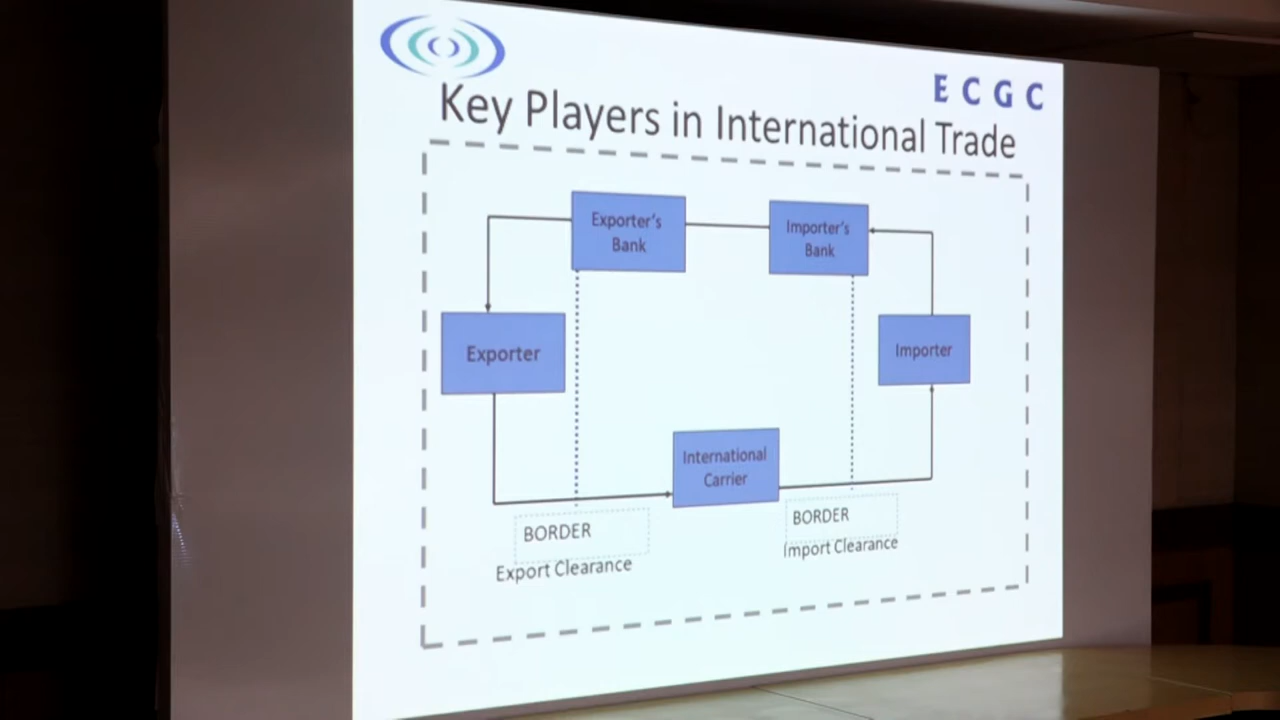 E C G C
Key Players in International Trade
Exporter's
Bank
Importer's
Bank
Exporter
Importer
International
Carrier
BORDER
Export Clearance
BORDER
Import Clearance